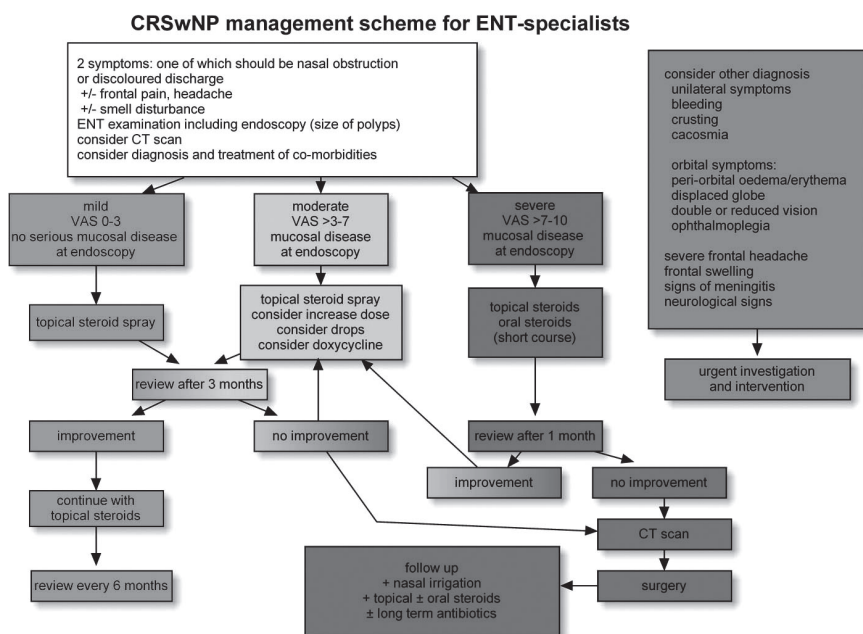 CRSwNP management scheme for ENT-specialists
2 symptoms: one of which should be nasal obstruction
or discoloured discharge
+/- frontal pain, headache
+/- smell disturbance
ENT examination including endoscopy (size of polyps)
consider CT scan
consider diagnosis and treatment of co-morbidities
consider other diagnosis
unilateral symptoms
bleeding
crusting
cacosmia
orbital symptoms:
peri-orbital oedema/erythema
displaced globe
double or reduced vision
ophthalmoplegia
severe frontal headache
frontal swelling
signs of meningitis
neurological signs
urgent investigation
and intervention
mild
VAS 0-3
no serious mucosal disease
at endoscopy
moderate
VAS >3-7
mucosal disease
at endoscopy
severe
VAS >7-10
mucosal disease
at endoscopy
topical steroid spray
topical steroid spray
consider increase dose
consider drops
consider doxycycline
topical steroids
oral steroids
(short course)
review after 3 months
improvement
no improvement
review after 1 month
improvement
no improvement
continue with
topical steroids
CT scan
review every 6 months
surgery
follow up
+ nasal irrigation
+ topical ± oral steroids
± long term antibiotics